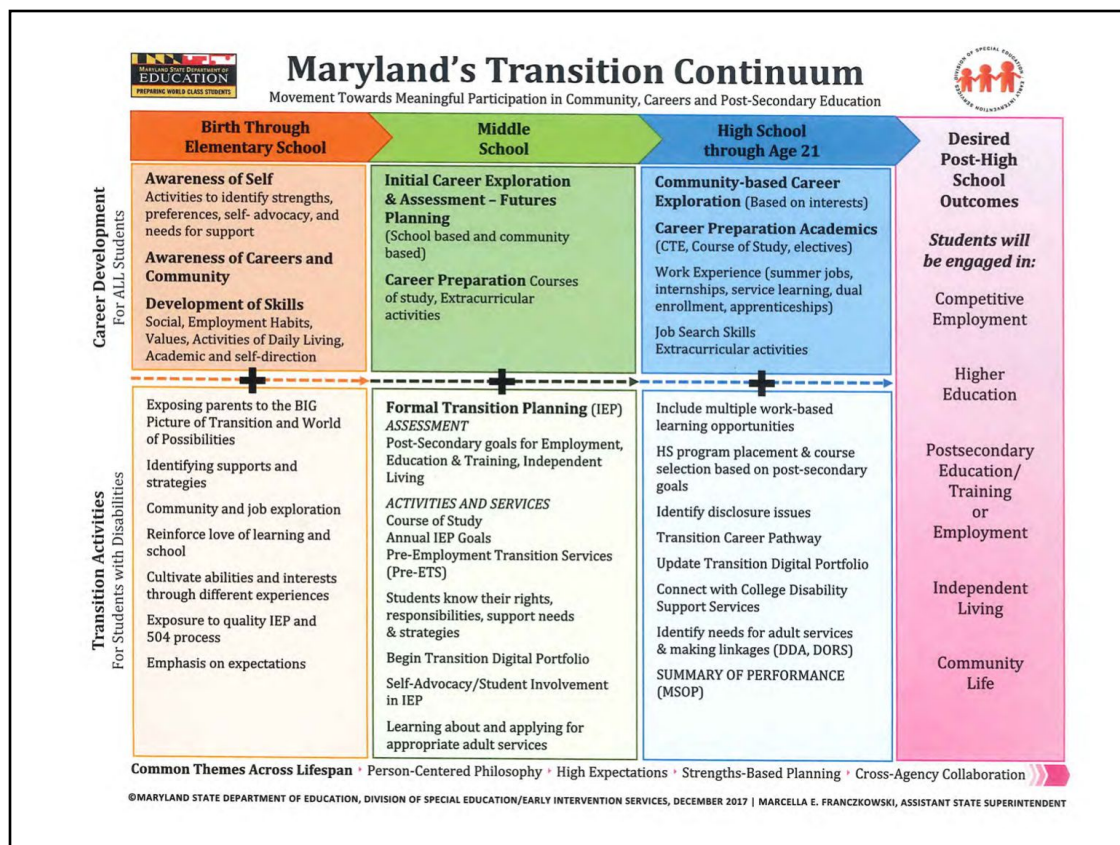 MARYLAND STATE DEPARTMENT OF
EDUCATION
PREPARING WORLD CLASS STUDENTS
Maryland's Transition Continuum
Movement Towards Meaningful Participation in Community, Careers and Post-Secondary Education
DIVISION OF SPECIAL EDUCATION/EARLY INTERVENTION SERVICES
Birth Through
Elementary School
Middle
School
High School
through Age 21
Desired
Post-High
School
Outcomes
Students will
be engaged in:
Competitive
Employment
Higher
Education
Postsecondary
Education/
Training
or
Employment
Independent
Living
Community
Life
Career Development
For ALL Students
Awareness of Self
Activities to identify strengths,
preferences, self- advocacy, and
needs for support
Awareness of Careers and
Community
Development of Skills
Social, Employment Habits,
Values, Activities of Daily Living,
Academic and self-direction
Initial Career Exploration
& Assessment – Futures
Planning
(School based and community
based)
Career Preparation Courses
of study, Extracurricular
activities
Community-based Career
Exploration (Based on interests)
Career Preparation Academics
(CTE, Course of Study, electives)
Work Experience (summer jobs,
internships, service learning, dual
enrollment, apprenticeships)
Job Search Skills
Extracurricular activities
Transition Activities
For Students with Disabilities
Exposing parents to the BIG
Picture of Transition and World
of Possibilities
Identifying supports and
strategies
Community and job exploration
Reinforce love of learning and
school
Cultivate abilities and interests
through different experiences
Exposure to quality IEP and
504 process
Emphasis on expectations
Formal Transition Planning (IEP)
ASSESSMENT
Post-Secondary goals for Employment,
Education & Training, Independent
Living
ACTIVITIES AND SERVICES
Course of Study
Annual IEP Goals
Pre-Employment Transition Services
(Pre-ETS)
Students know their rights,
responsibilities, support needs
& strategies
Begin Transition Digital Portfolio
Self-Advocacy/Student Involvement
in IEP
Learning about and applying for
appropriate adult services
Include multiple work-based
learning opportunities
HS program placement & course
selection based on post-secondary
goals
Identify disclosure issues
Transition Career Pathway
Update Transition Digital Portfolio
Connect with College Disability
Support Services
Identify needs for adult services
& making linkages (DDA, DORS)
SUMMARY OF PERFORMANCE
(MSOP)
Common Themes Across Lifespan Person-Centered Philosophy High Expectations Strengths-Based Planning Cross-Agency Collaboration
©MARYLAND STATE DEPARTMENT OF EDUCATION, DIVISION OF SPECIAL EDUCATION/EARLY INTERVENTION SERVICES, DECEMBER 2017 | MARCELLA E. FRANCZKOWSKI, ASSISTANT STATE SUPERINTENDENT